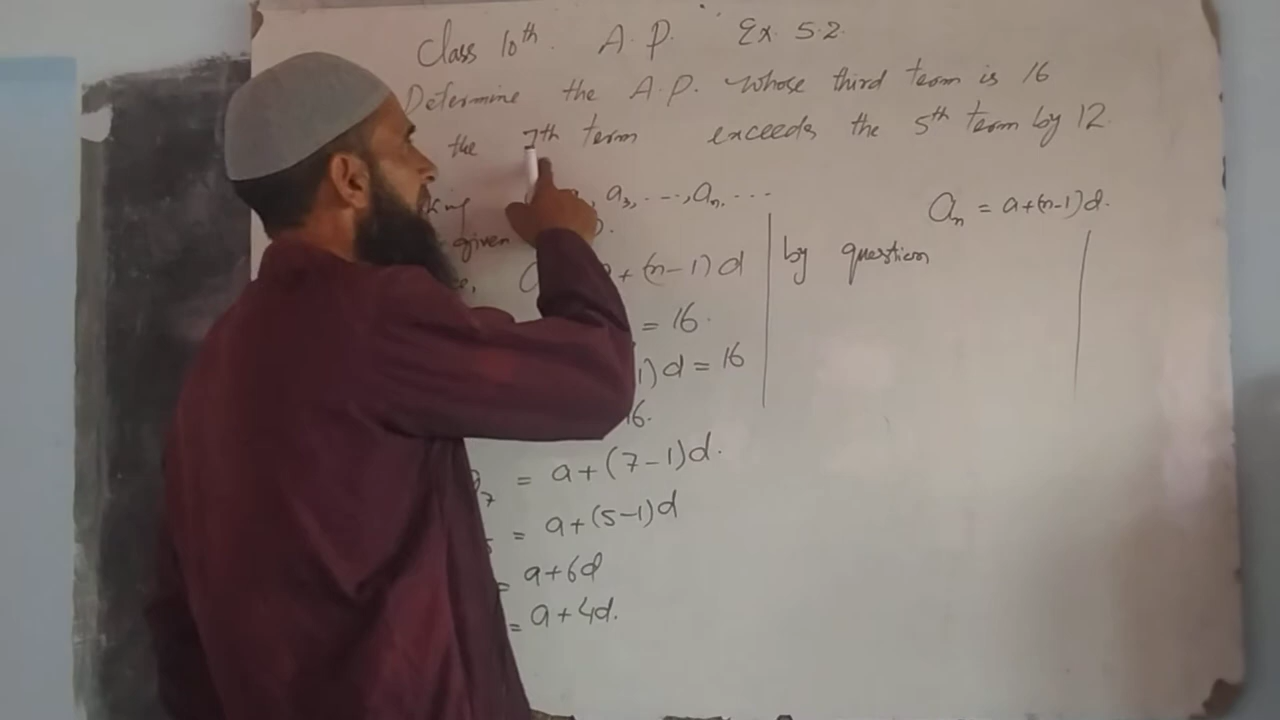 Class 10th. A.P. Ex. 5.2.
Determine the A.P. whose third term is 16
the 7th term exceeds the 5th term by 12.
a3, ...., an, ...
given
+ (n-1) d
= 16.
1) d = 16
16.
7 = a + (7-1)d.
= a + (5-1)d
= a + 6d
= a + 4d.
an = a + (n-1)d.
by question